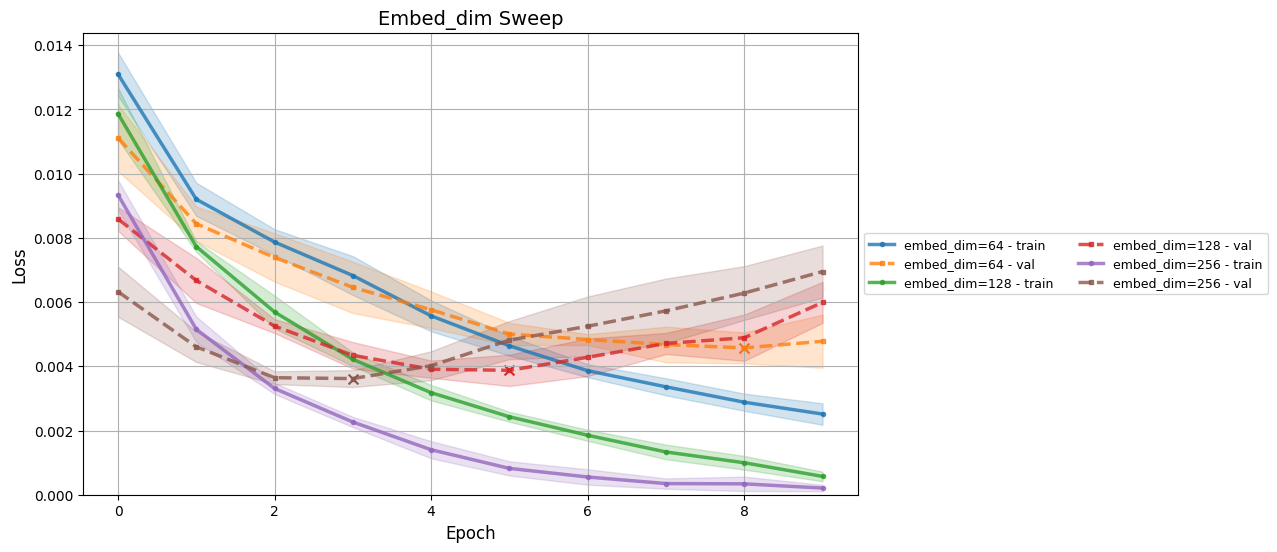 Embed_dim Sweep
Loss
0.014
0.012
0.010
0.008
0.006
0.004
0.002
0.000
0 2 4 6 8
Epoch
embed_dim=64 - train
embed_dim=64 - val
embed_dim=128 - train
embed_dim=128 - val
embed_dim=256 - train
embed_dim=256 - val